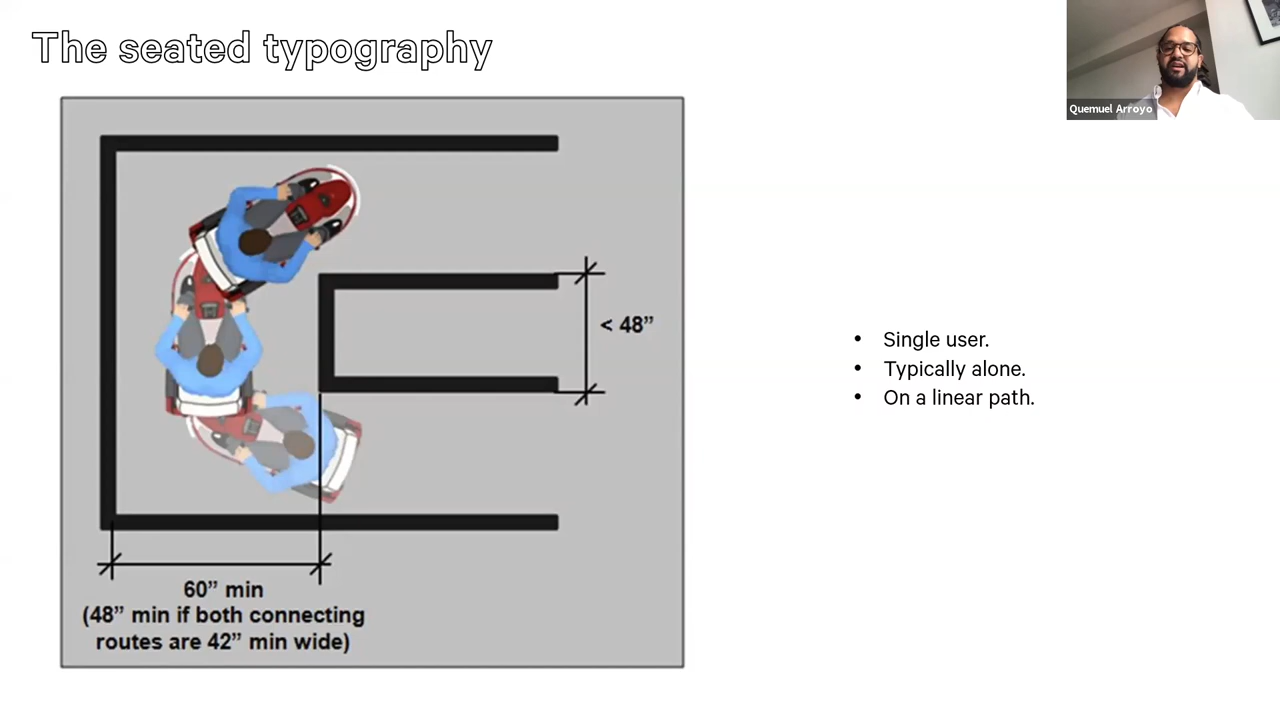 The seated typography
Quemuel Arroyo
< 48”
• Single user.
• Typically alone.
• On a linear path.
60” min
(48” min if both connecting
routes are 42” min wide)